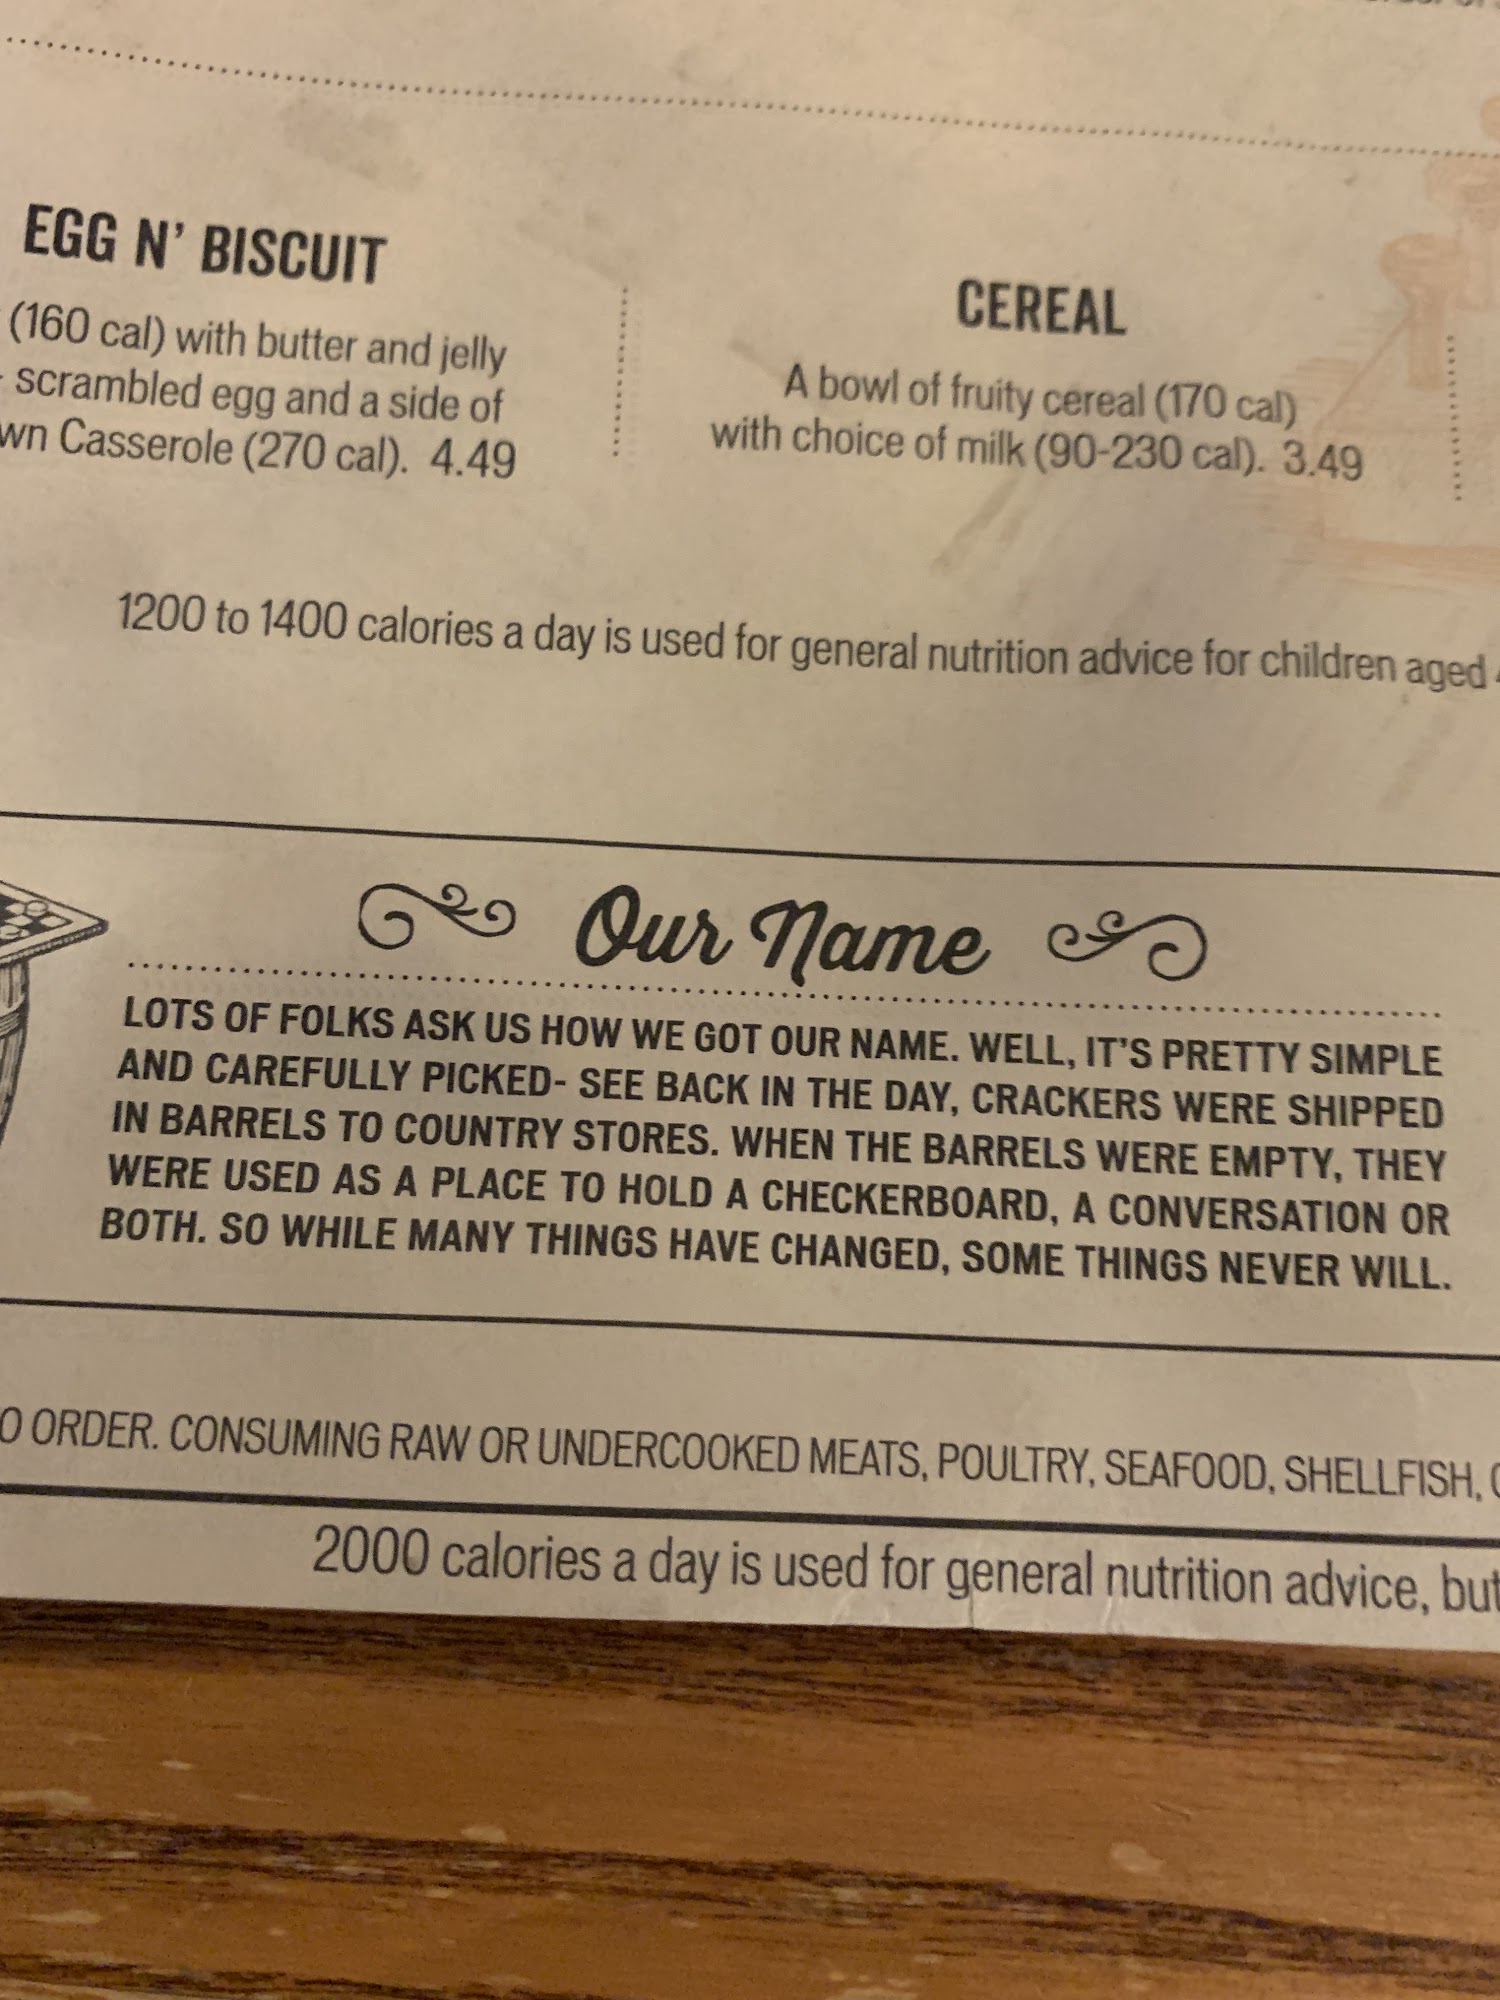 EGG N' BISCUIT
(160 cal) with butter and jelly
scrambled egg and a side of
Casserole (270 cal). 4.49
CEREAL
A bowl of fruity cereal (170 cal)
with choice of milk (90-230 cal). 3.49
1200 to 1400 calories a day is used for general nutrition advice for children aged
Our Name
LOTS OF FOLKS ASK US HOW WE GOT OUR NAME. WELL, IT'S PRETTY SIMPLE
AND CAREFULLY PICKED- SEE BACK IN THE DAY, CRACKERS WERE SHIPPED
IN BARRELS TO COUNTRY STORES. WHEN THE BARRELS WERE EMPTY, THEY
WERE USED AS A PLACE TO HOLD A CHECKERBOARD, A CONVERSATION OR
BOTH. SO WHILE MANY THINGS HAVE CHANGED, SOME THINGS NEVER WILL.
O ORDER. CONSUMING RAW OR UNDERCOOKED MEATS, POULTRY, SEAFOOD, SHELLFISH,
2000 calories a day is used for general nutrition advice, but